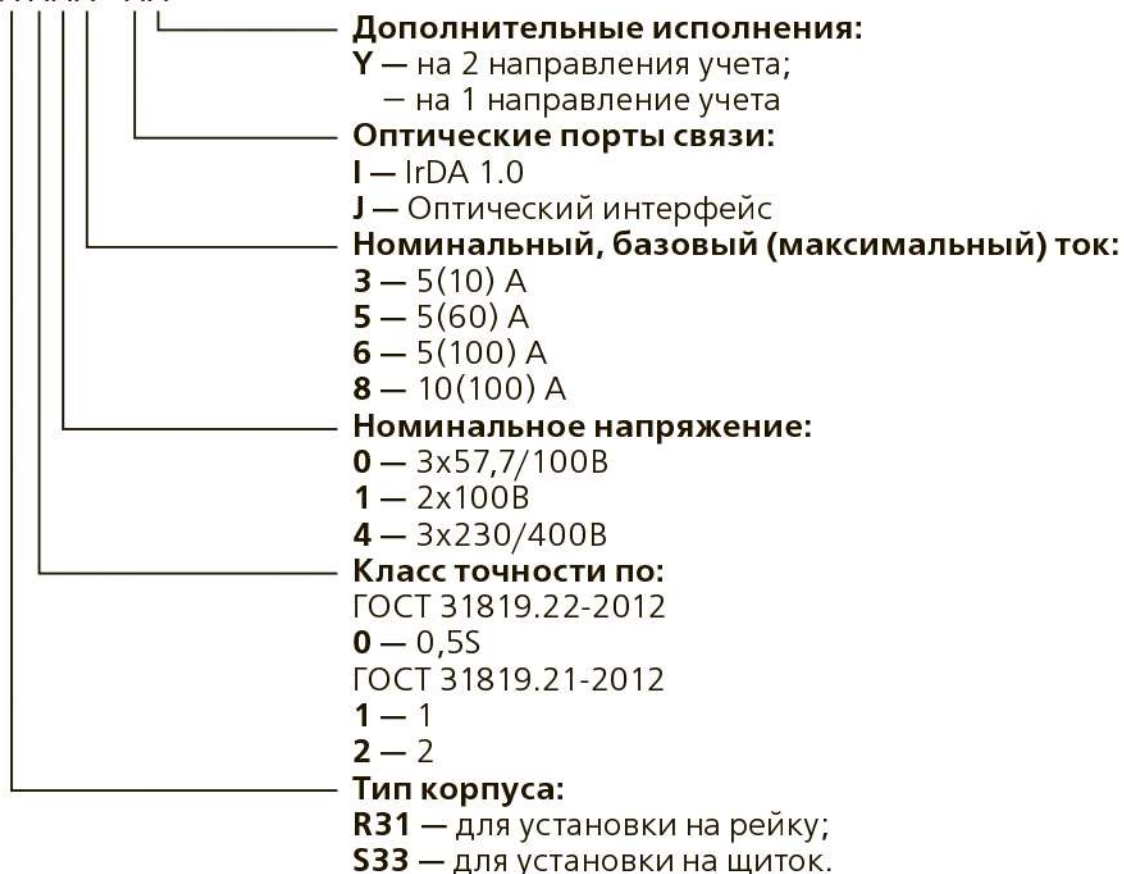 Дополнительные исполнения:
Y — на 2 направления учета;
— на 1 направление учета
Оптические порты связи:
I — IrDA 1.0
J — Оптический интерфейс
Номинальный, базовый (максимальный) ток:
3 — 5(10) А
5 — 5(60) А
6 — 5(100) А
8 — 10(100) А
Номинальное напряжение:
0 — 3х57,7/100В
1 — 2х100В
4 — 3х230/400В
Класс точности по:
ГОСТ 31819.22-2012
0 — 0,5S
ГОСТ 31819.21-2012
1 — 1
2 — 2
Тип корпуса:
R31 — для установки на рейку;
S33 — для установки на щиток.